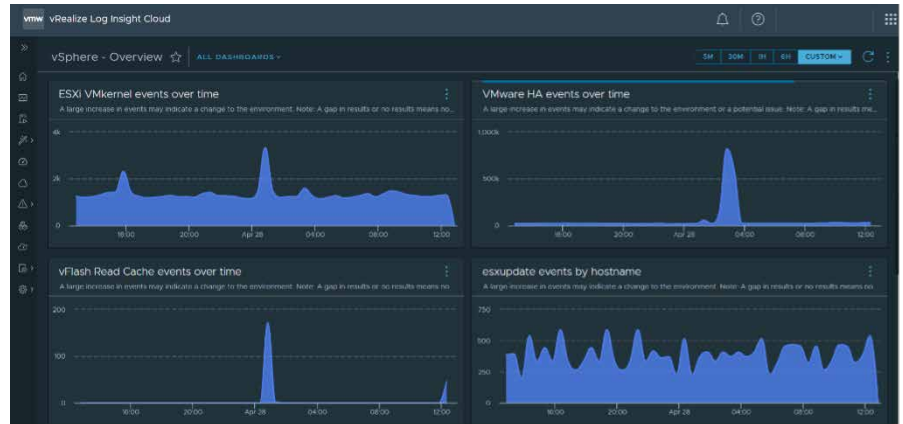 vmw vRealize Log Insight Cloud
vSphere - Overview ALL DASHBOARDS
5M 30M 1H 6H CUSTOM
ESXi VMkernel events over time
A large increase in events may indicate a change to the environment. Note: A gap in results or no results means no...
4k
2k
0
16:00 20:00 Apr 28 04:00 08:00 12:00
VMware HA events over time
A large increase in events may indicate a change to the environment or a potential issue. Note: A gap in results me...
1,000k
500k
0
16:00 20:00 Apr 28 04:00 08:00 12:00
vFlash Read Cache events over time
A large increase in events may indicate a change to the environment. Note: A gap in results or no results means no
200
100
0
16:00 20:00 Apr 28 04:00 08:00 12:00
esxupdate events by hostname
A large increase in events may indicate a change to the environment. Note: A gap in results or no results means no
750
500
250
0
16:00 20:00 Apr 28 04:00 08:00 12:00